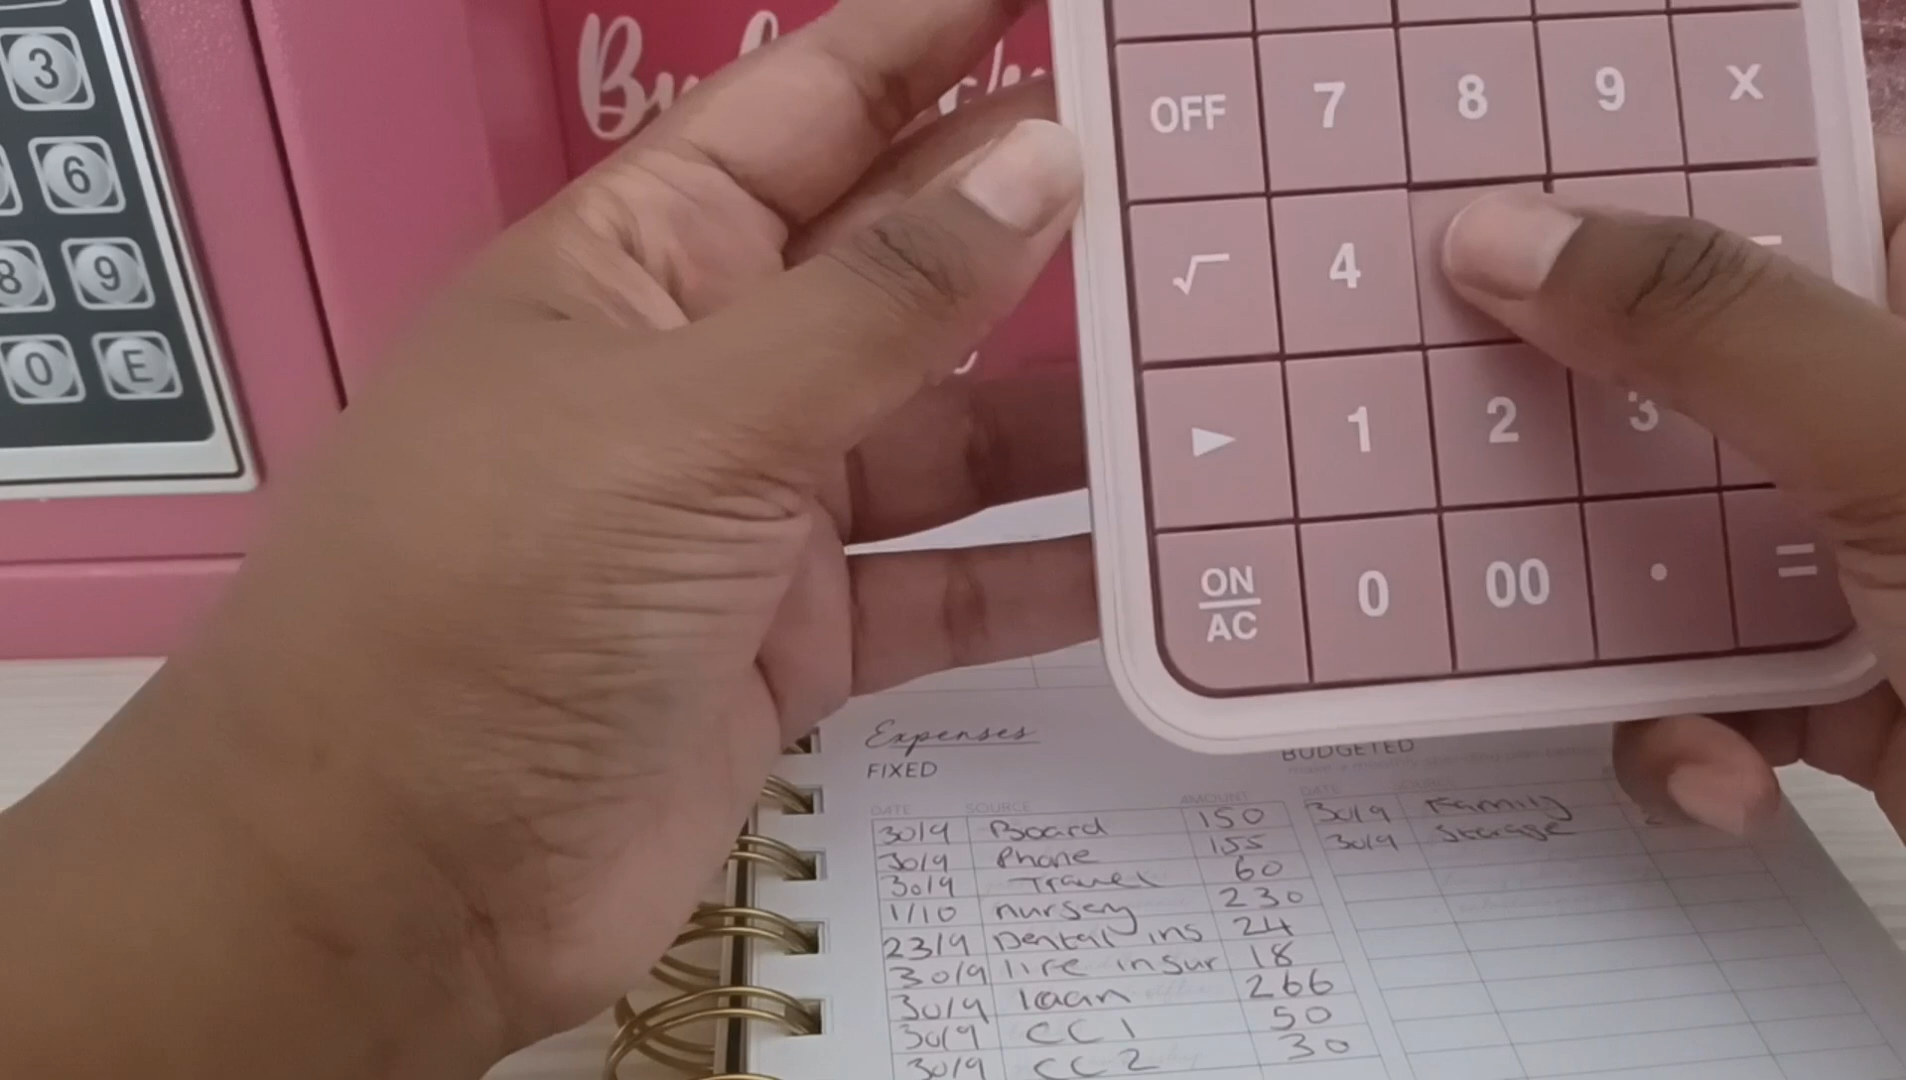 3
6
8 9
0 E
OFF 7 8 9 X
√ 4 −
▶ 1 2 3
ON/AC 0 00 . =
Expenses
FIXED
DATE SOURCE AMOUNT
30/9 Board 150
30/9 Phone 155
30/9 Travel 60
1/10 nursery 230
23/9 Dental ins 24
30/9 life insur 18
30/9 loan 266
30/9 CC1 50
30/9 CC2 30
BUDGETED
DATE
30/9 Family
30/9 Storage